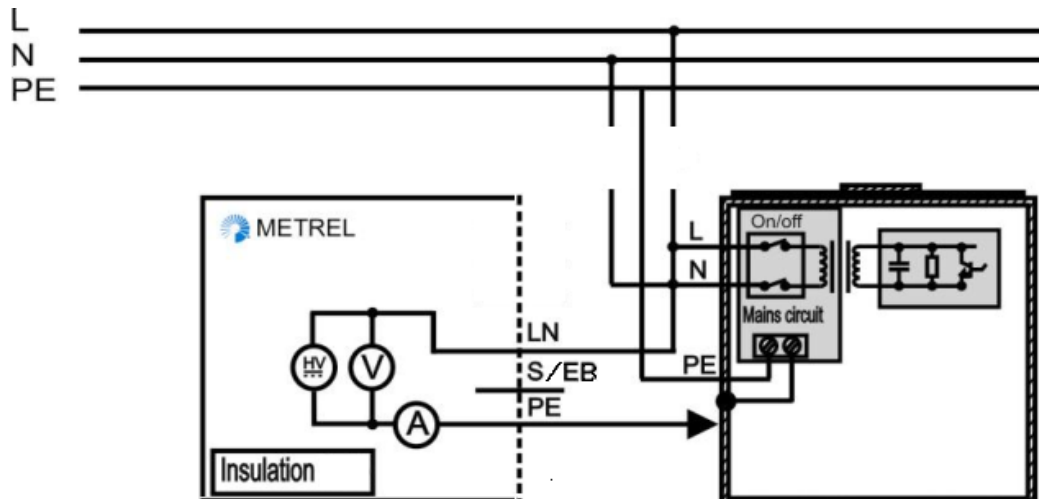 L
N
PE
METREL
On/off
L
N
Mains circuit
LN
HV
V
S/EB
PE
PE
A
Insulation